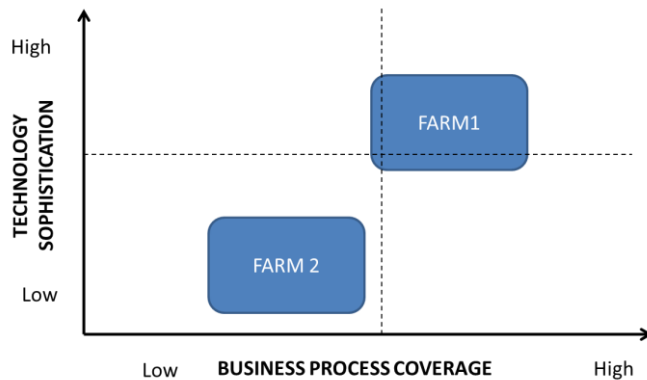 High
FARM1
TECHNOLOGY
SOPHISTICATION
FARM 2
Low
Low
BUSINESS PROCESS COVERAGE
High